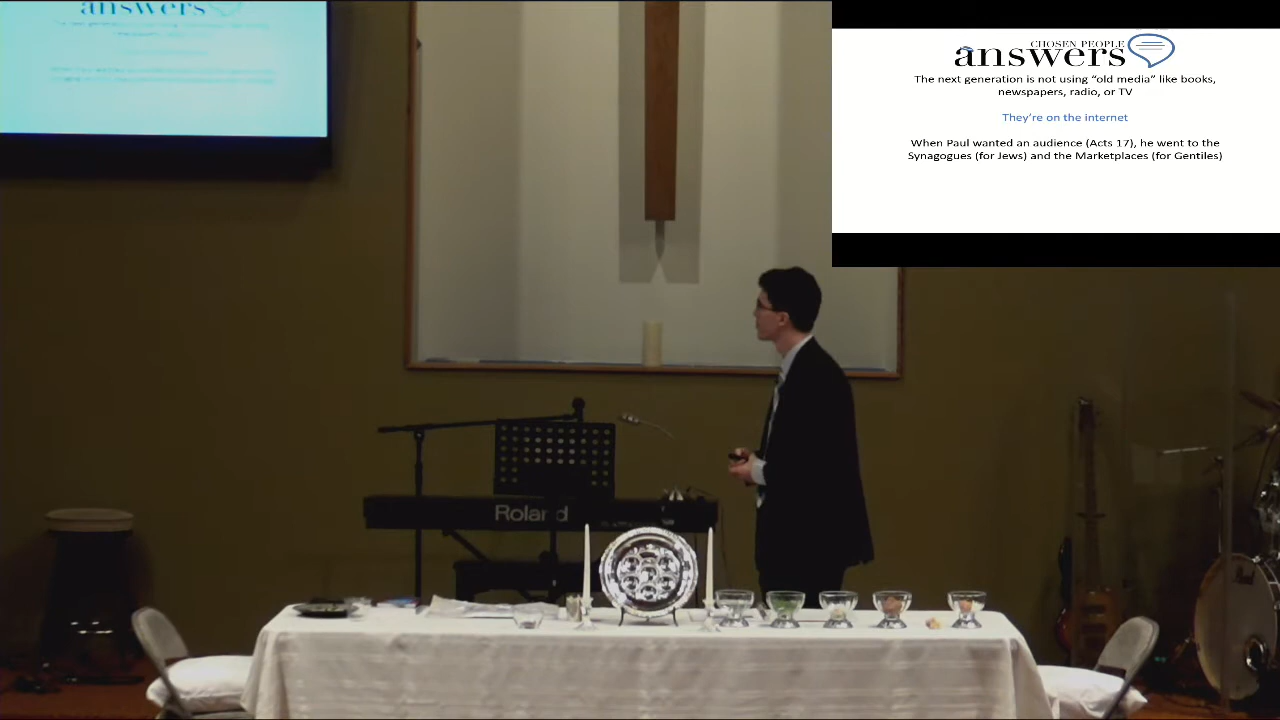 answers
CHOSEN PEOPLE
answers
The next generation is not using “old media” like books,
newspapers, radio, or TV
They’re on the internet
When Paul wanted an audience (Acts 17), he went to the
Synagogues (for Jews) and the Marketplaces (for Gentiles)
Roland
Pearl